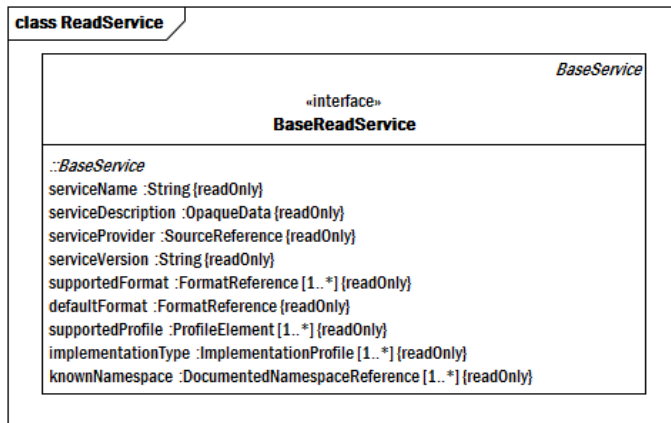 class ReadService
BaseService
«interface»
BaseReadService
::BaseService
serviceName :String {readOnly}
serviceDescription :OpaqueData {readOnly}
serviceProvider :SourceReference {readOnly}
serviceVersion :String {readOnly}
supportedFormat :FormatReference [1..*] {readOnly}
defaultFormat :FormatReference {readOnly}
supportedProfile :ProfileElement [1..*] {readOnly}
implementationType :ImplementationProfile [1..*] {readOnly}
knownNamespace :DocumentedNamespaceReference [1..*] {readOnly}